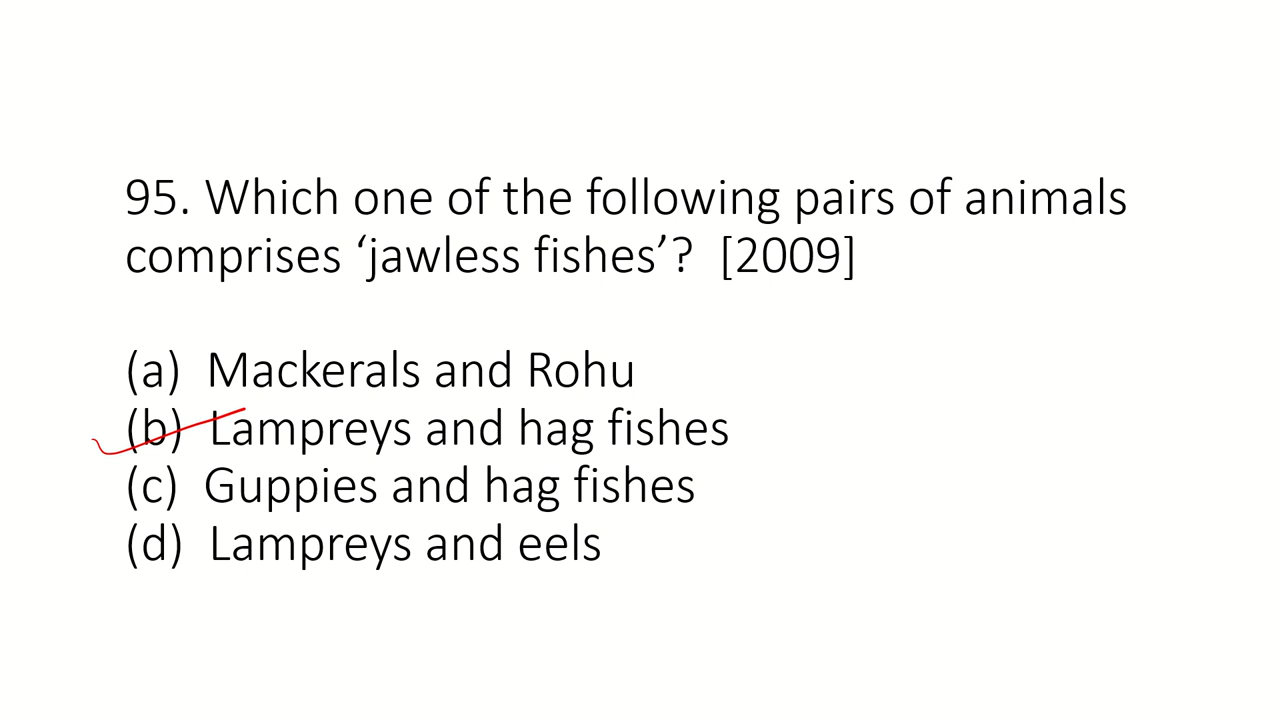 95. Which one of the following pairs of animals
comprises ‘jawless fishes’?  [2009]
(a)  Mackerals and Rohu
(b)  Lampreys and hag fishes
(c)  Guppies and hag fishes
(d)  Lampreys and eels